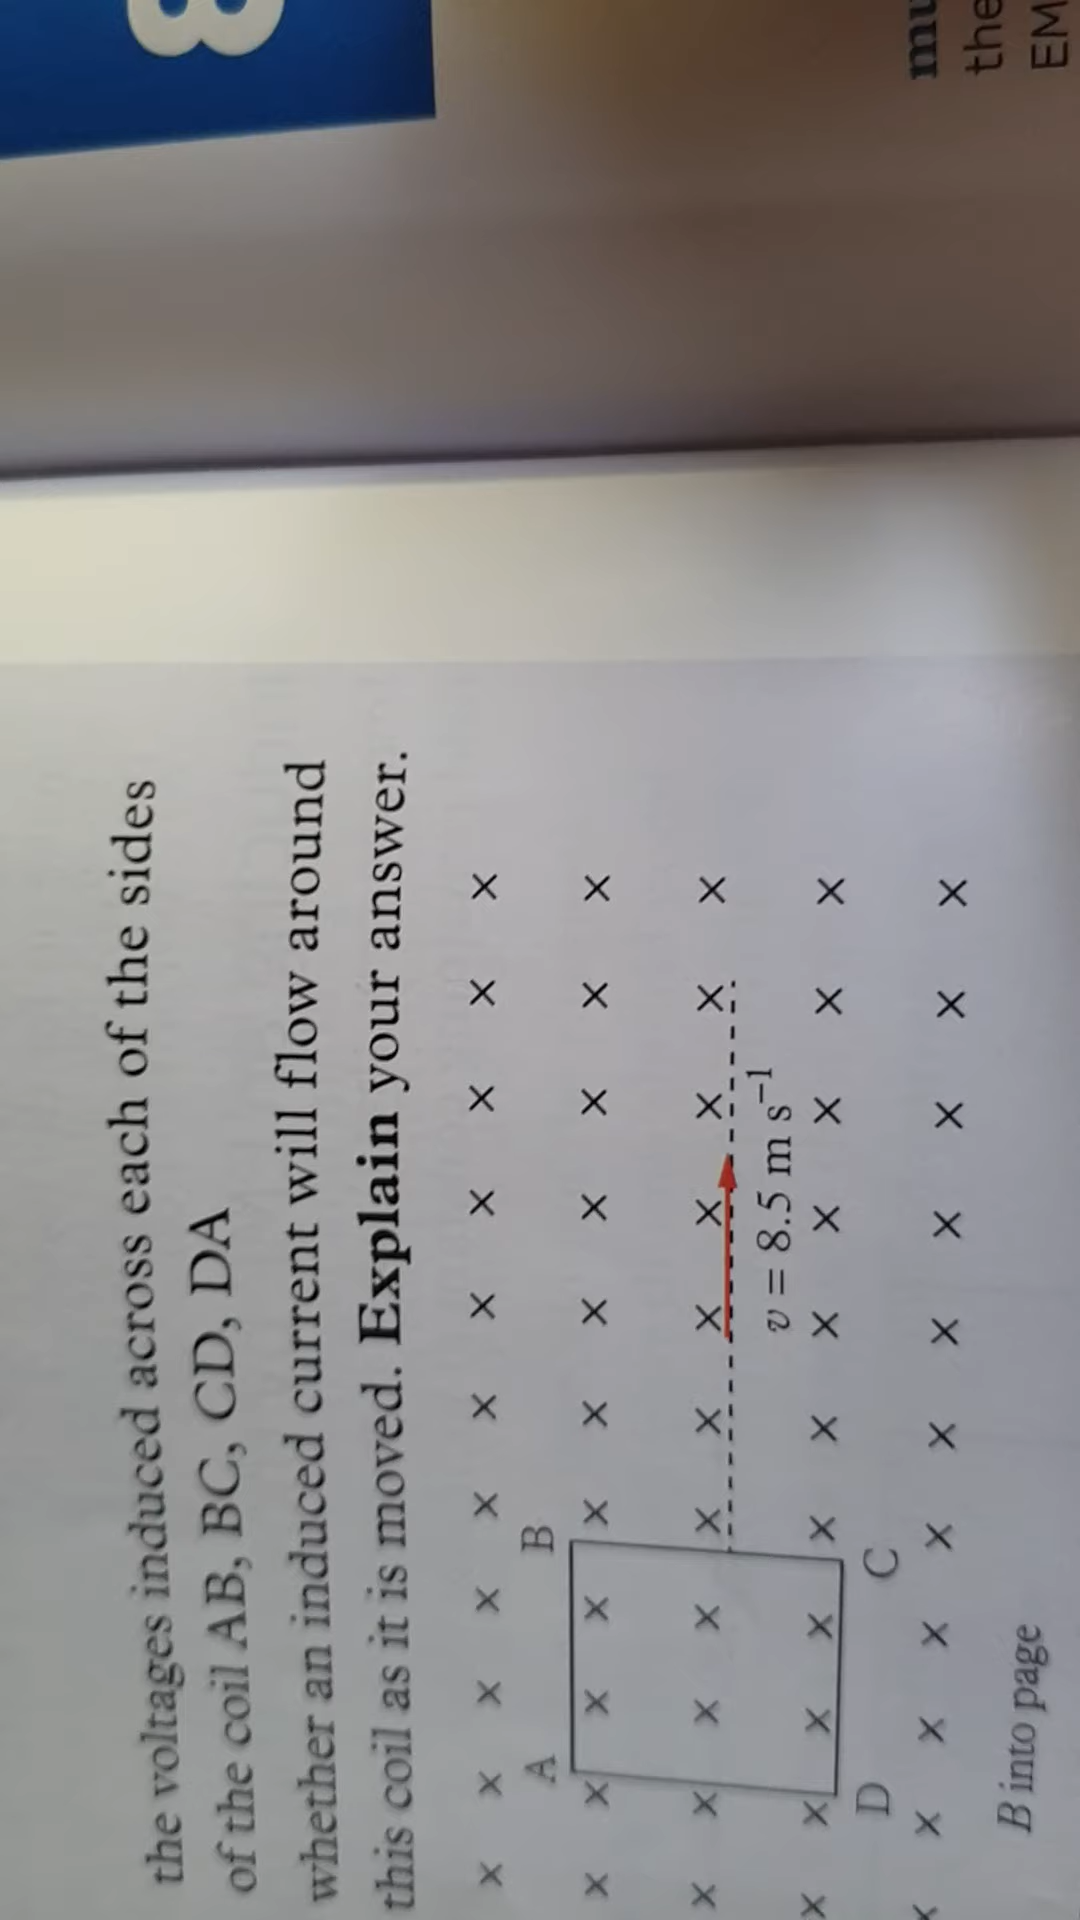 3
the voltages induced across each of the sides
of the coil AB, BC, CD, DA
whether an induced current will flow around
this coil as it is moved. Explain your answer.
× × × × × × × × × ×
A B
× × × × × × × × × ×
× × × × × × × × × ×
v = 8.5 m s⁻¹
× × × × × × × × × ×
D C
× × × × × × × × × ×
B into page
mu
the
EM